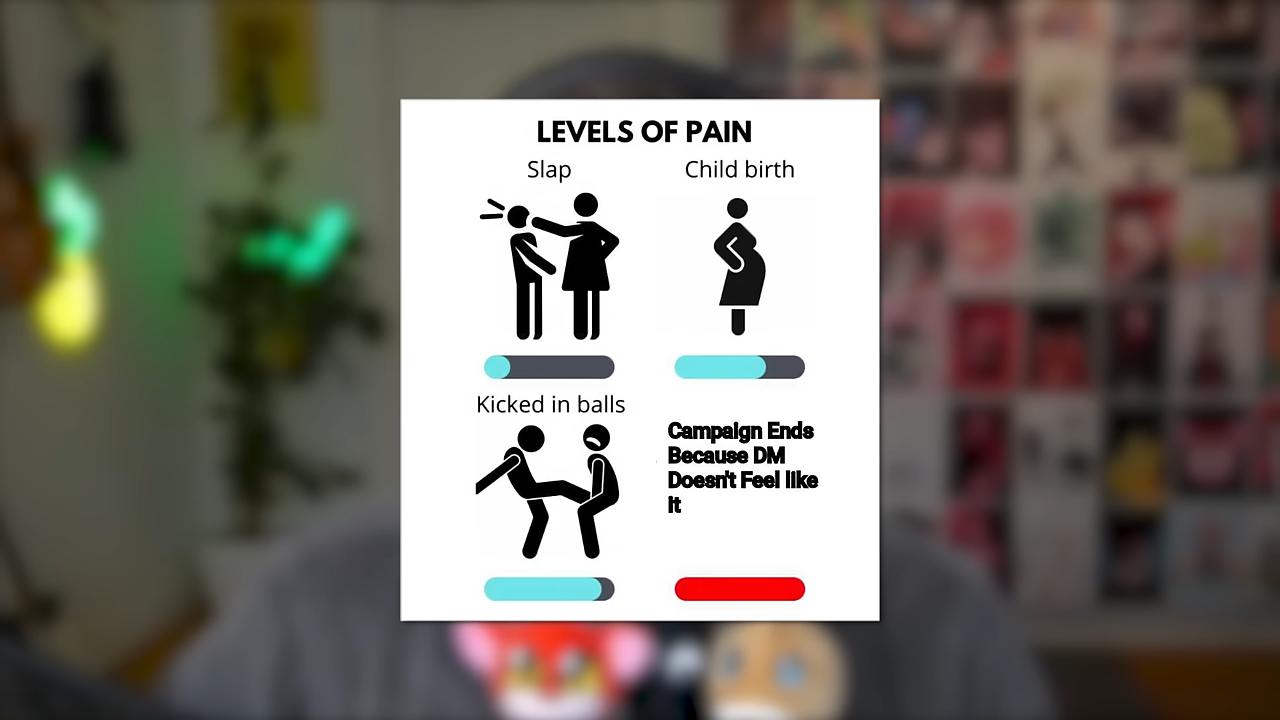 LEVELS OF PAIN
Slap
Child birth
Kicked in balls
Campaign Ends
Because DM
Doesn't Feel like
It